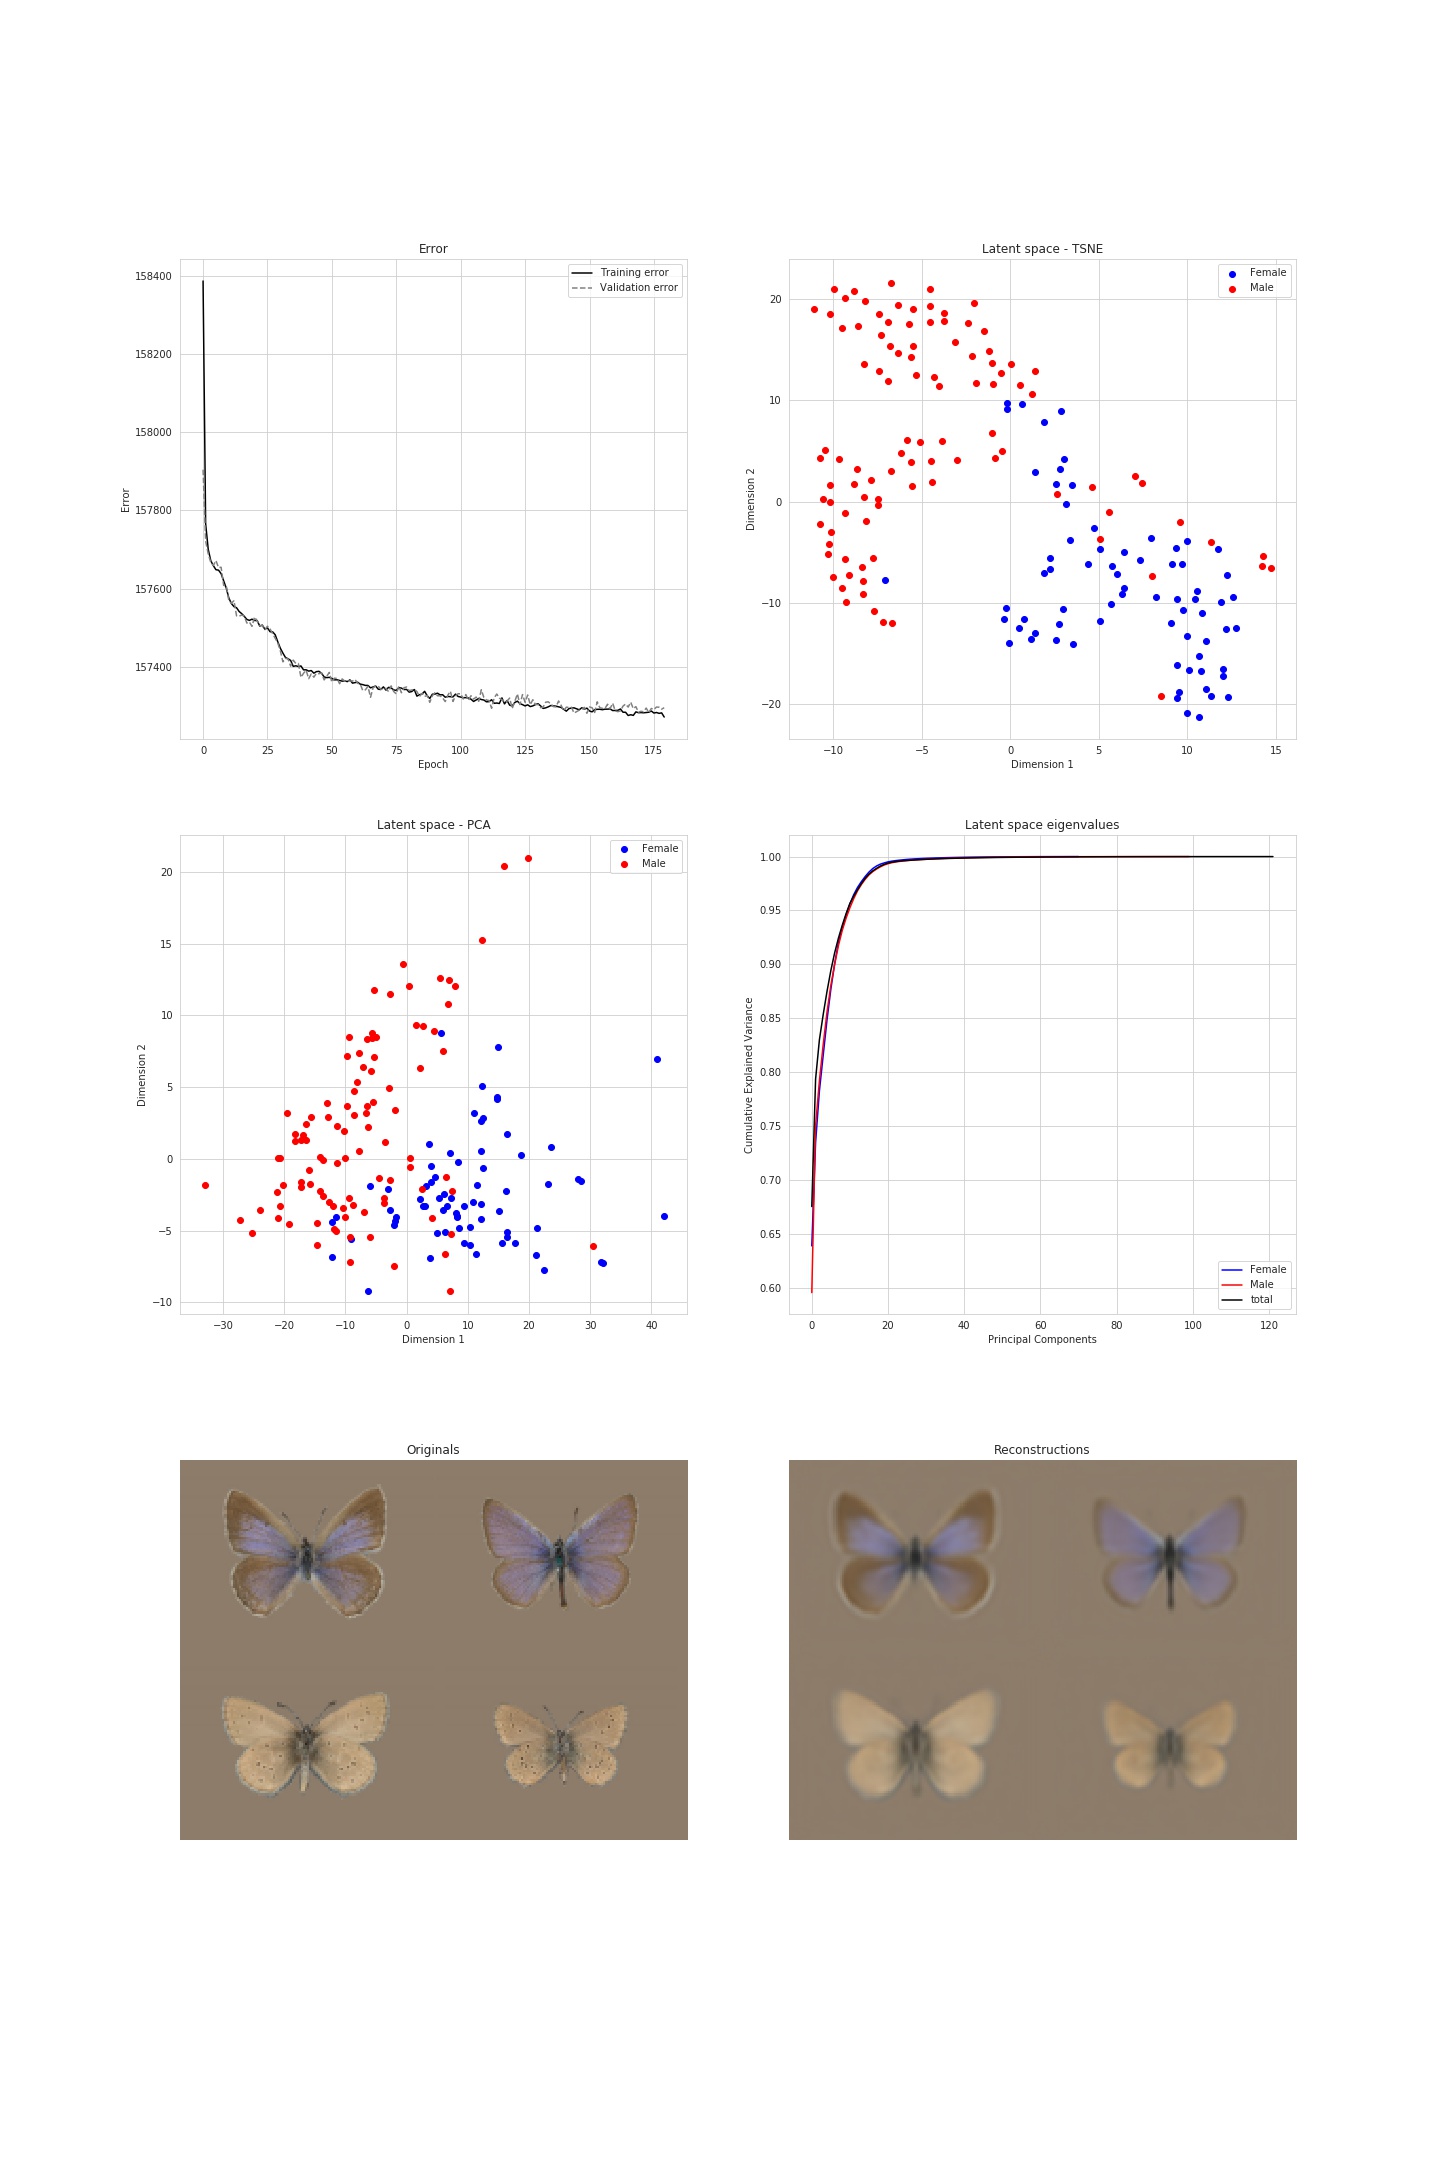 Error
158400
158200
158000
157800
157600
157400
Error
0 25 50 75 100 125 150 175
Epoch
Training error
Validation error
Latent space - TSNE
20
10
0
−10
−20
Dimension 2
−10 −5 0 5 10 15
Dimension 1
Female
Male
Latent space - PCA
20
15
10
5
0
−5
−10
Dimension 2
−30 −20 −10 0 10 20 30 40
Dimension 1
Female
Male
Latent space eigenvalues
1.00
0.95
0.90
0.85
0.80
0.75
0.70
0.65
0.60
Cumulative Explained Variance
0 20 40 60 80 100 120
Principal Components
Female
Male
total
Originals
Reconstructions